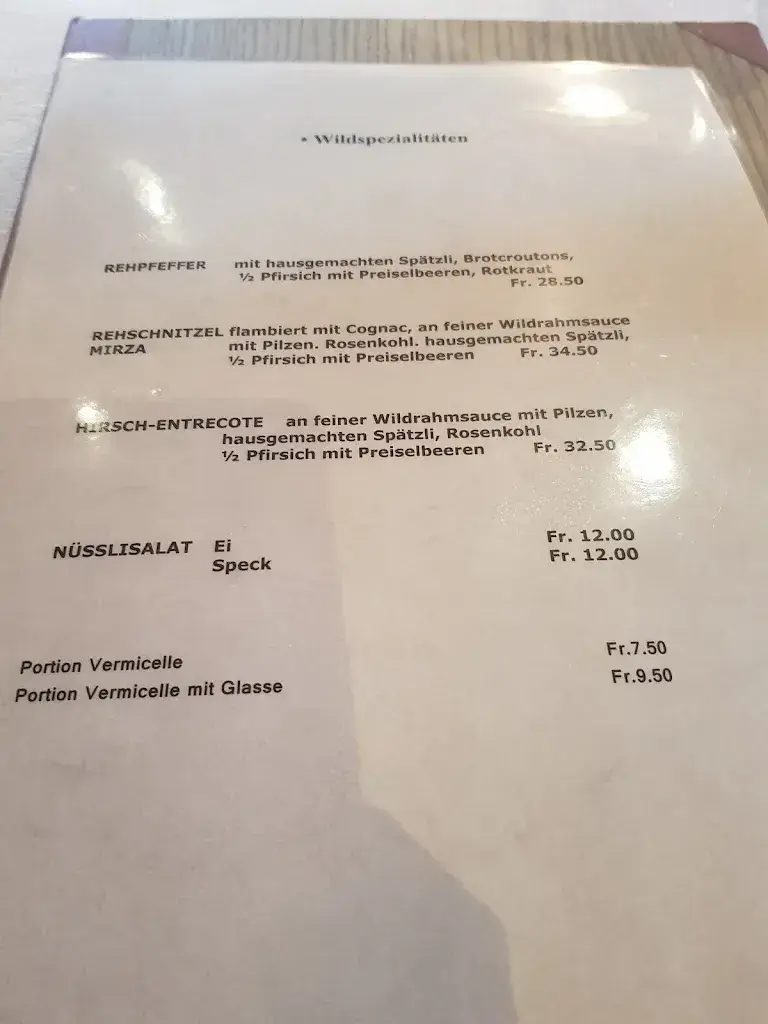 • Wildspezialitäten
REHPFEFFER mit hausgemachten Spätzli, Brotcroutons,
½ Pfirsich mit Preiselbeeren, Rotkraut
Fr. 28.50
REHSCHNITZEL flambiert mit Cognac, an feiner Wildrahmsauce
MIRZA mit Pilzen. Rosenkohl. hausgemachten Spätzli,
½ Pfirsich mit Preiselbeeren Fr. 34.50
HIRSCH-ENTRECOTE an feiner Wildrahmsauce mit Pilzen,
hausgemachten Spätzli, Rosenkohl
½ Pfirsich mit Preiselbeeren Fr. 32.50
NÜSSLISALAT Ei Fr. 12.00
Speck Fr. 12.00
Portion Vermicelle Fr.7.50
Portion Vermicelle mit Glasse Fr.9.50